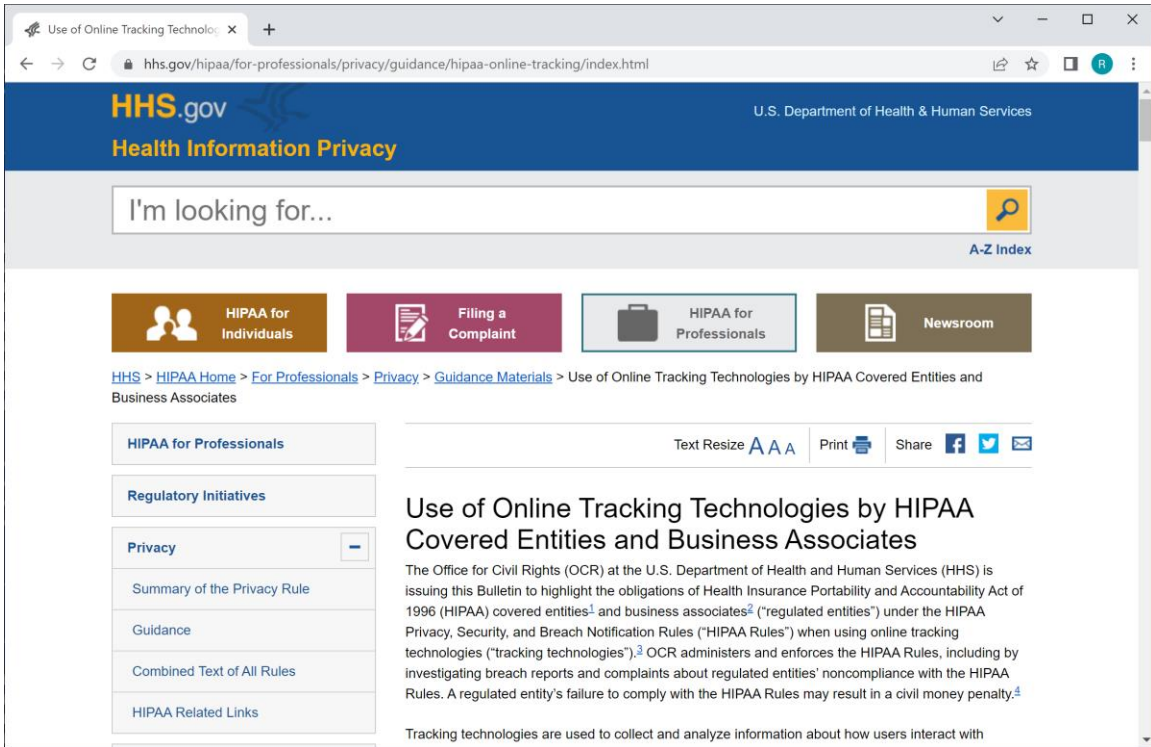 Use of Online Tracking Technolog
hhs.gov/hipaa/for-professionals/privacy/guidance/hipaa-online-tracking/index.html
R
HHS.gov
U.S. Department of Health & Human Services
Health Information Privacy
I'm looking for...
A-Z Index
HIPAA for
Individuals
Filing a
Complaint
HIPAA for
Professionals
Newsroom
HHS > HIPAA Home > For Professionals > Privacy > Guidance Materials > Use of Online Tracking Technologies by HIPAA Covered Entities and
Business Associates
HIPAA for Professionals
Regulatory Initiatives
Privacy
Summary of the Privacy Rule
Guidance
Combined Text of All Rules
HIPAA Related Links
Text Resize A A A Print Share
Use of Online Tracking Technologies by HIPAA
Covered Entities and Business Associates
The Office for Civil Rights (OCR) at the U.S. Department of Health and Human Services (HHS) is
issuing this Bulletin to highlight the obligations of Health Insurance Portability and Accountability Act of
1996 (HIPAA) covered entities1 and business associates2 (“regulated entities”) under the HIPAA
Privacy, Security, and Breach Notification Rules (“HIPAA Rules”) when using online tracking
technologies (“tracking technologies”).3 OCR administers and enforces the HIPAA Rules, including by
investigating breach reports and complaints about regulated entities’ noncompliance with the HIPAA
Rules. A regulated entity’s failure to comply with the HIPAA Rules may result in a civil money penalty.4
Tracking technologies are used to collect and analyze information about how users interact with